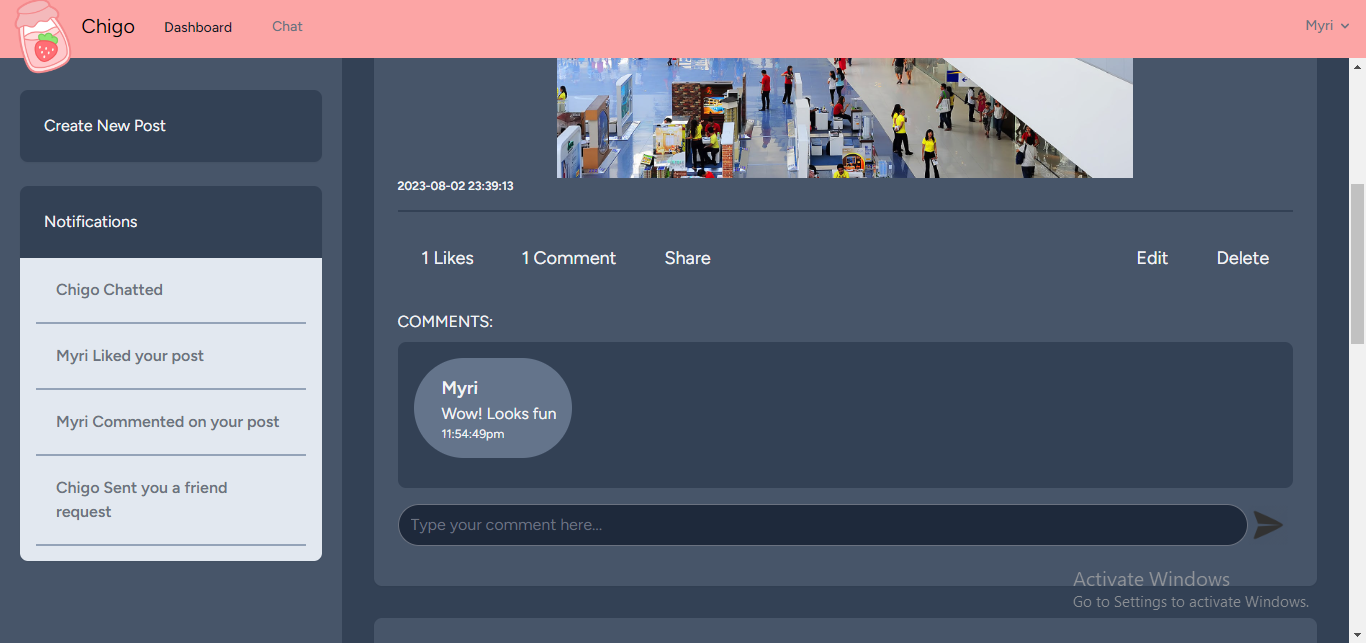 Chigo
Dashboard
Chat
Myri
Create New Post
Notifications
Chigo Chatted
Myri Liked your post
Myri Commented on your post
Chigo Sent you a friend
request
2023-08-02 23:39:13
1 Likes
1 Comment
Share
Edit
Delete
COMMENTS:
Myri
Wow! Looks fun
11:54:49pm
Type your comment here...
Activate Windows
Go to Settings to activate Windows.